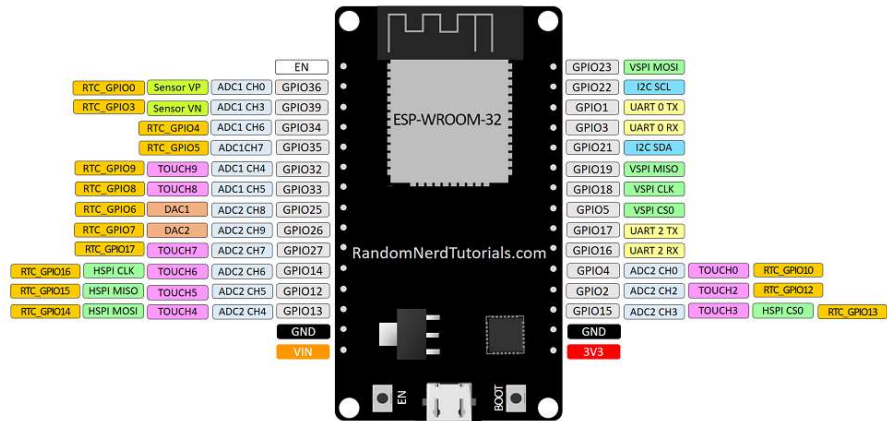 EN
RTC_GPIO0 Sensor VP ADC1 CH0 GPIO36
RTC_GPIO3 Sensor VN ADC1 CH3 GPIO39
RTC_GPIO4 ADC1 CH6 GPIO34
RTC_GPIO5 ADC1CH7 GPIO35
RTC_GPIO9 TOUCH9 ADC1 CH4 GPIO32
RTC_GPIO8 TOUCH8 ADC1 CH5 GPIO33
RTC_GPIO6 DAC1 ADC2 CH8 GPIO25
RTC_GPIO7 DAC2 ADC2 CH9 GPIO26
RTC_GPIO17 TOUCH7 ADC2 CH7 GPIO27
RTC_GPIO16 HSPI CLK TOUCH6 ADC2 CH6 GPIO14
RTC_GPIO15 HSPI MISO TOUCH5 ADC2 CH5 GPIO12
RTC_GPIO14 HSPI MOSI TOUCH4 ADC2 CH4 GPIO13
GND
VIN
ESP-WROOM-32
RandomNerdTutorials.com
EN
BOOT
GPIO23 VSPI MOSI
GPIO22 I2C SCL
GPIO1 UART 0 TX
GPIO3 UART 0 RX
GPIO21 I2C SDA
GPIO19 VSPI MISO
GPIO18 VSPI CLK
GPIO5 VSPI CS0
GPIO17 UART 2 TX
GPIO16 UART 2 RX
GPIO4 ADC2 CH0 TOUCH0 RTC_GPIO10
GPIO2 ADC2 CH2 TOUCH2 RTC_GPIO12
GPIO15 ADC2 CH3 TOUCH3 HSPI CS0 RTC_GPIO13
GND
3V3